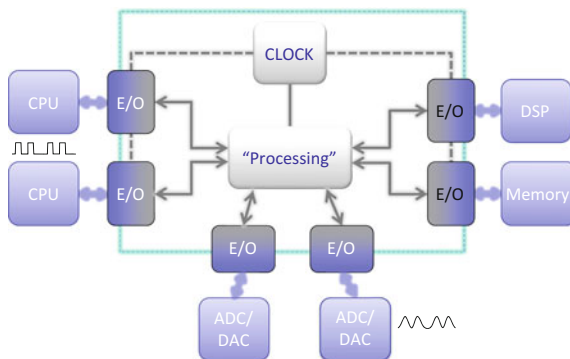 CLOCK
CPU
E/O
E/O
DSP
"Processing"
CPU
E/O
E/O
Memory
E/O
E/O
ADC/
DAC
ADC/
DAC